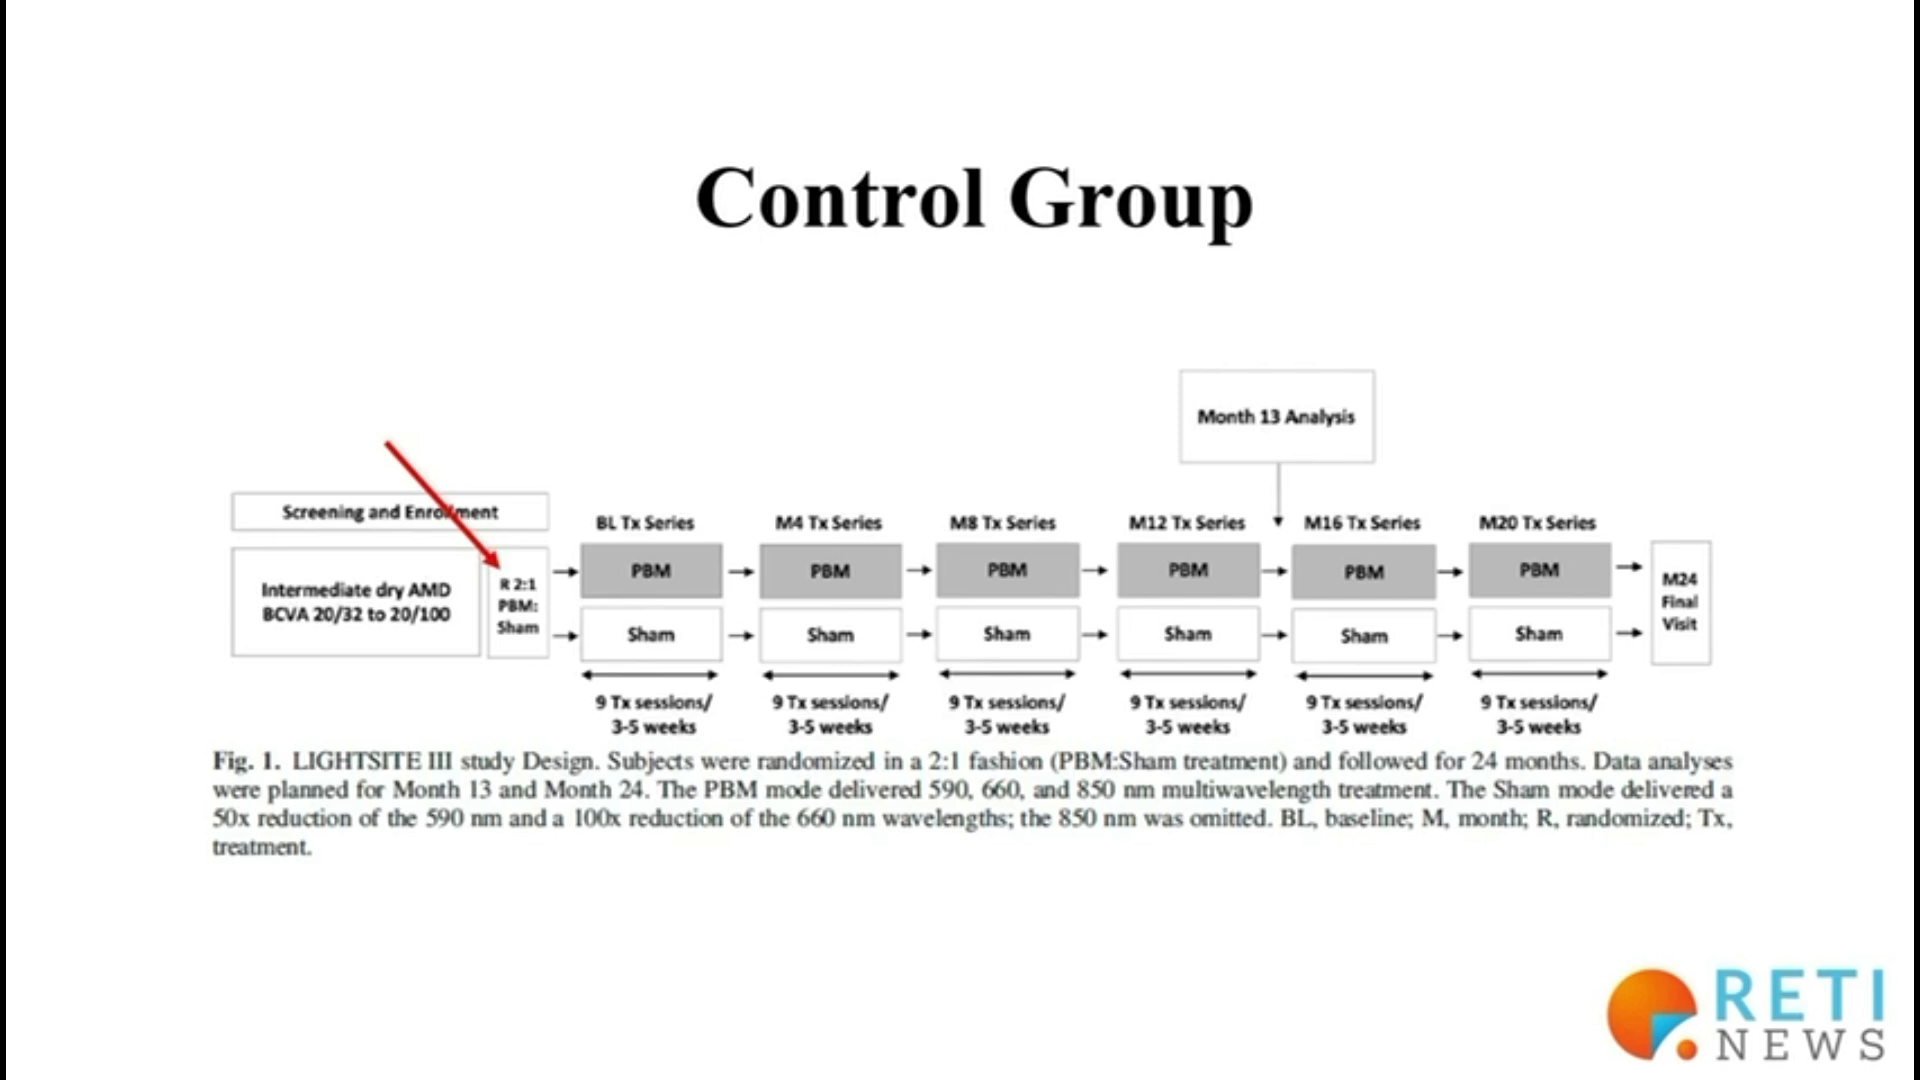 Control Group
Month 13 Analysis
Screening and Enrollment
Intermediate dry AMD
BCVA 20/32 to 20/100
R 2:1
PBM:
Sham
BL Tx Series
M4 Tx Series
M8 Tx Series
M12 Tx Series
M16 Tx Series
M20 Tx Series
PBM
PBM
PBM
PBM
PBM
PBM
Sham
Sham
Sham
Sham
Sham
Sham
M24
Final
Visit
9 Tx sessions/
3-5 weeks
9 Tx sessions/
3-5 weeks
9 Tx sessions/
3-5 weeks
9 Tx sessions/
3-5 weeks
9 Tx sessions/
3-5 weeks
9 Tx sessions/
3-5 weeks
Fig. 1. LIGHTSITE III study Design. Subjects were randomized in a 2:1 fashion (PBM:Sham treatment) and followed for 24 months. Data analyses
were planned for Month 13 and Month 24. The PBM mode delivered 590, 660, and 850 nm multiwavelength treatment. The Sham mode delivered a
50x reduction of the 590 nm and a 100x reduction of the 660 nm wavelengths; the 850 nm was omitted. BL, baseline; M, month; R, randomized; Tx,
treatment.
RETI
NEWS